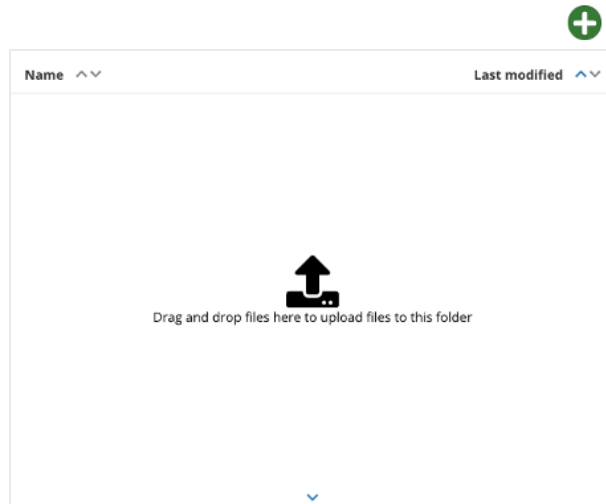 Name
Last modified
Drag and drop files here to upload files to this folder